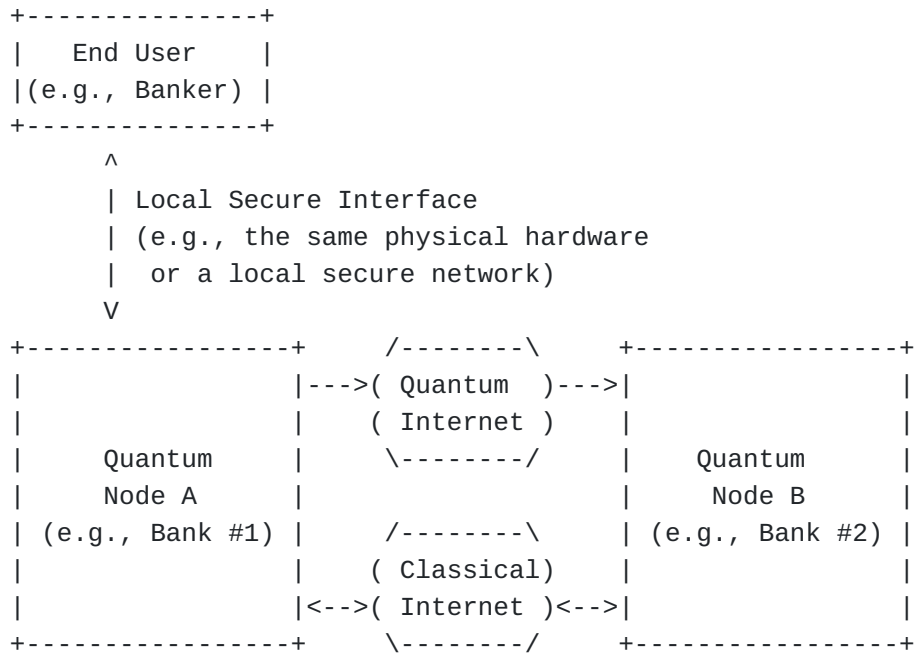 End User
(e.g., Banker)
Local Secure Interface
(e.g., the same physical hardware
or a local secure network)
Quantum
Internet
Quantum
Node A
(e.g., Bank #1)
Quantum
Node B
(e.g., Bank #2)
Classical
Internet